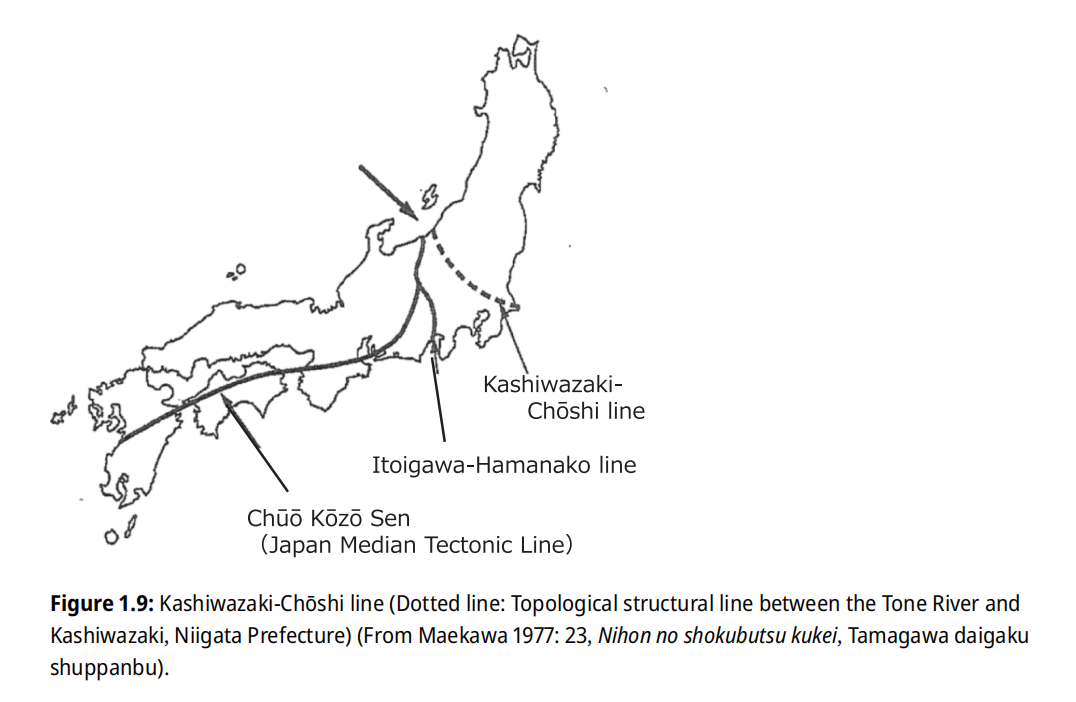 Kashiwazaki-
Chōshi line
Itoigawa-Hamanako line
Chūō Kōzō Sen
（Japan Median Tectonic Line）
Figure 1.9: Kashiwazaki-Chōshi line (Dotted line: Topological structural line between the Tone River and
Kashiwazaki, Niigata Prefecture) (From Maekawa 1977: 23, Nihon no shokubutsu kukei, Tamagawa daigaku
shuppanbu).